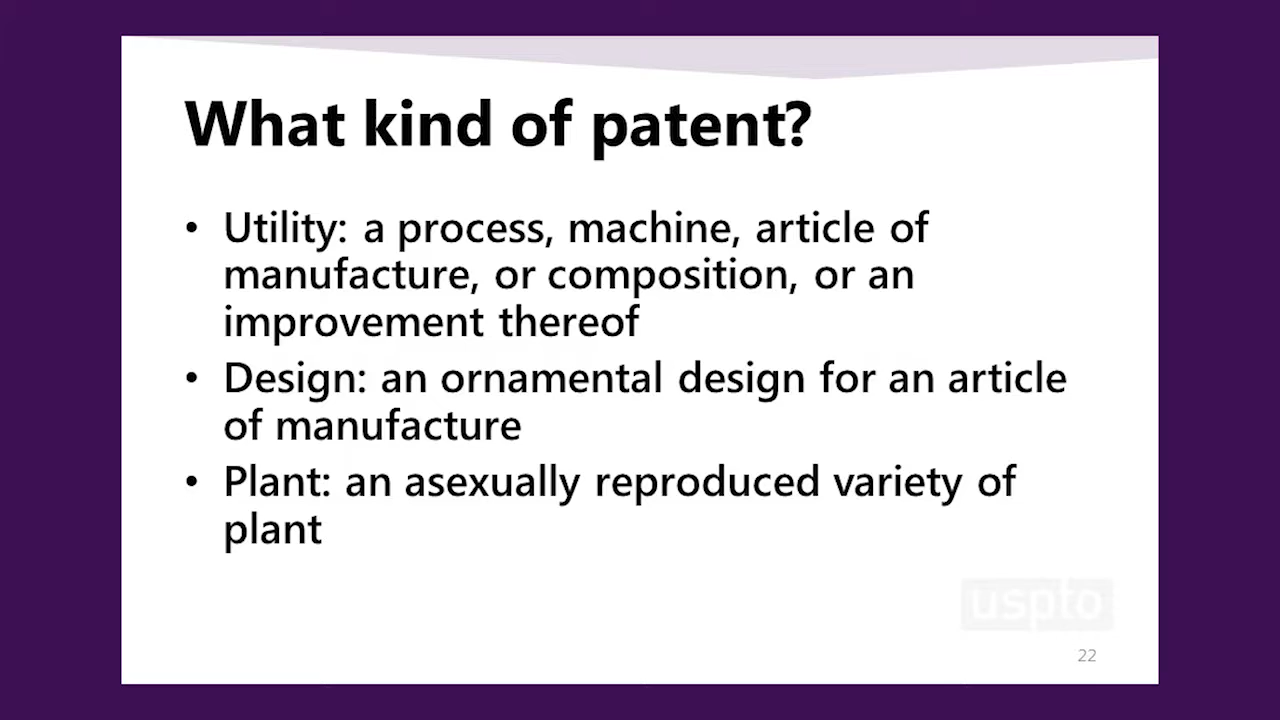 What kind of patent?
• Utility: a process, machine, article of
manufacture, or composition, or an
improvement thereof
• Design: an ornamental design for an article
of manufacture
• Plant: an asexually reproduced variety of
plant
uspto
22